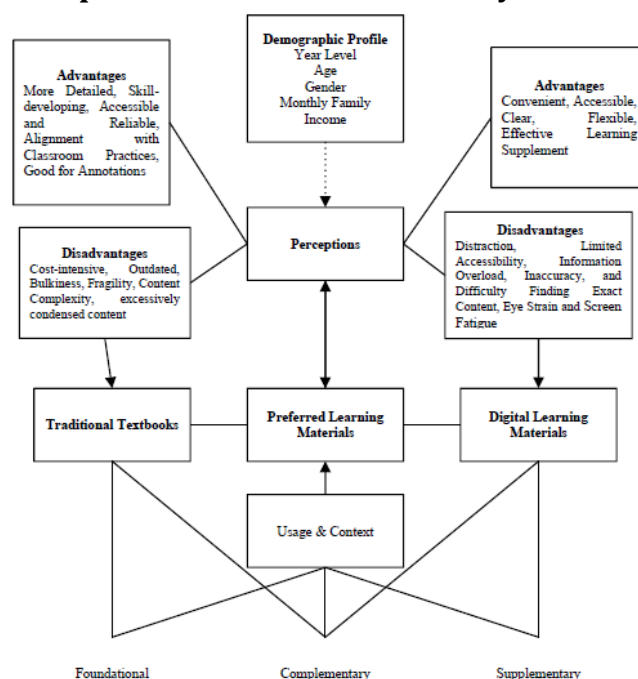 Demographic Profile
Year Level
Age
Gender
Monthly Family
Income
Advantages
More Detailed, Skill-
developing, Accessible
and Reliable,
Alignment with
Classroom Practices,
Good for Annotations
Advantages
Convenient, Accessible,
Clear, Flexible,
Effective Learning
Supplement
Perceptions
Disadvantages
Cost-intensive, Outdated,
Bulkiness, Fragility, Content
Complexity, excessively
condensed content
Disadvantages
Distraction, Limited
Accessibility, Information
Overload, Inaccuracy, and
Difficulty Finding Exact
Content, Eye Strain and Screen
Fatigue
Traditional Textbooks
Preferred Learning
Materials
Digital Learning
Materials
Usage & Context
Foundational
Complementary
Supplementary